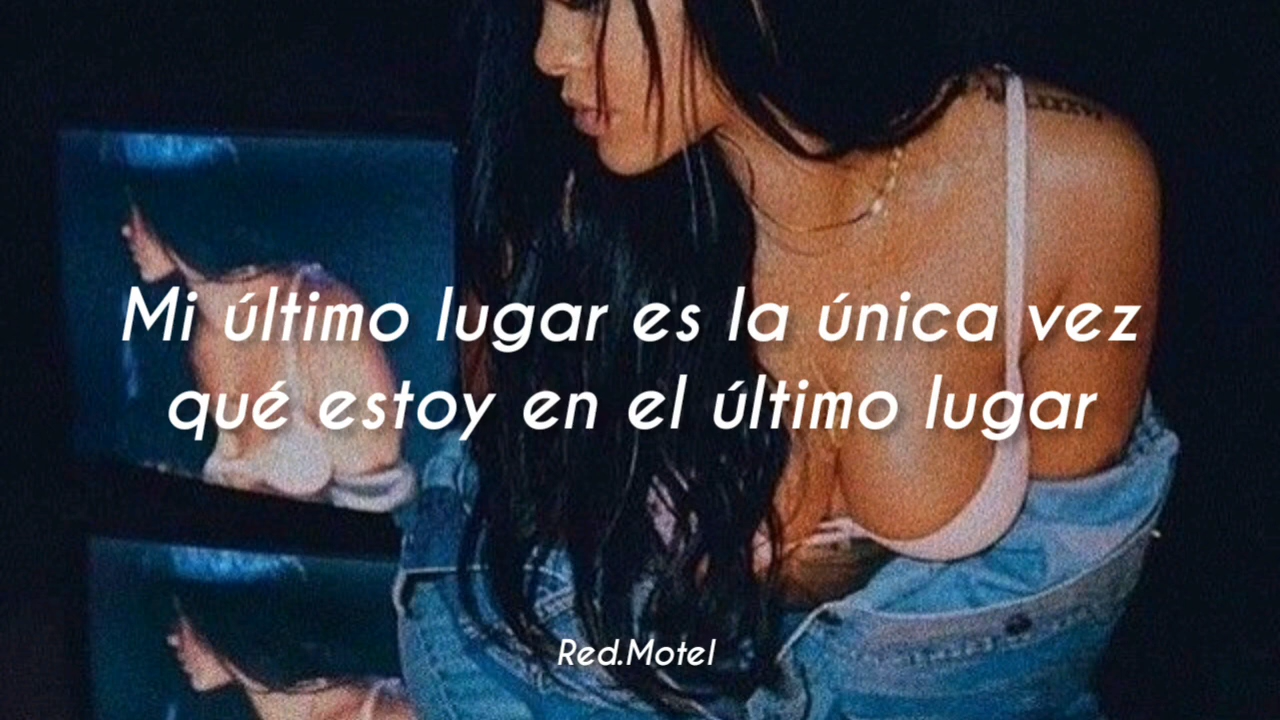 Mi último lugar es la única vez
qué estoy en el último lugar
Red.Motel